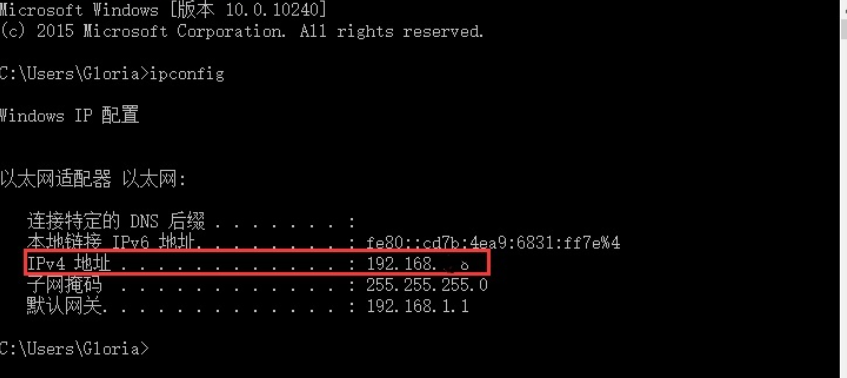 Microsoft Windows [版本 10.0.10240]
(c) 2015 Microsoft Corporation. All rights reserved.
C:\Users\Gloria>ipconfig
Windows IP 配置
以太网适配器 以太网:
连接特定的 DNS 后缀 . . . . . . . :
本地链接 IPv6 地址. . . . . . . . : fe80::cd7b:4ea9:6831:ff7e%4
IPv4 地址 . . . . . . . . . . . . : 192.168.
子网掩码 . . . . . . . . . . . . : 255.255.255.0
默认网关. . . . . . . . . . . . . : 192.168.1.1
C:\Users\Gloria>